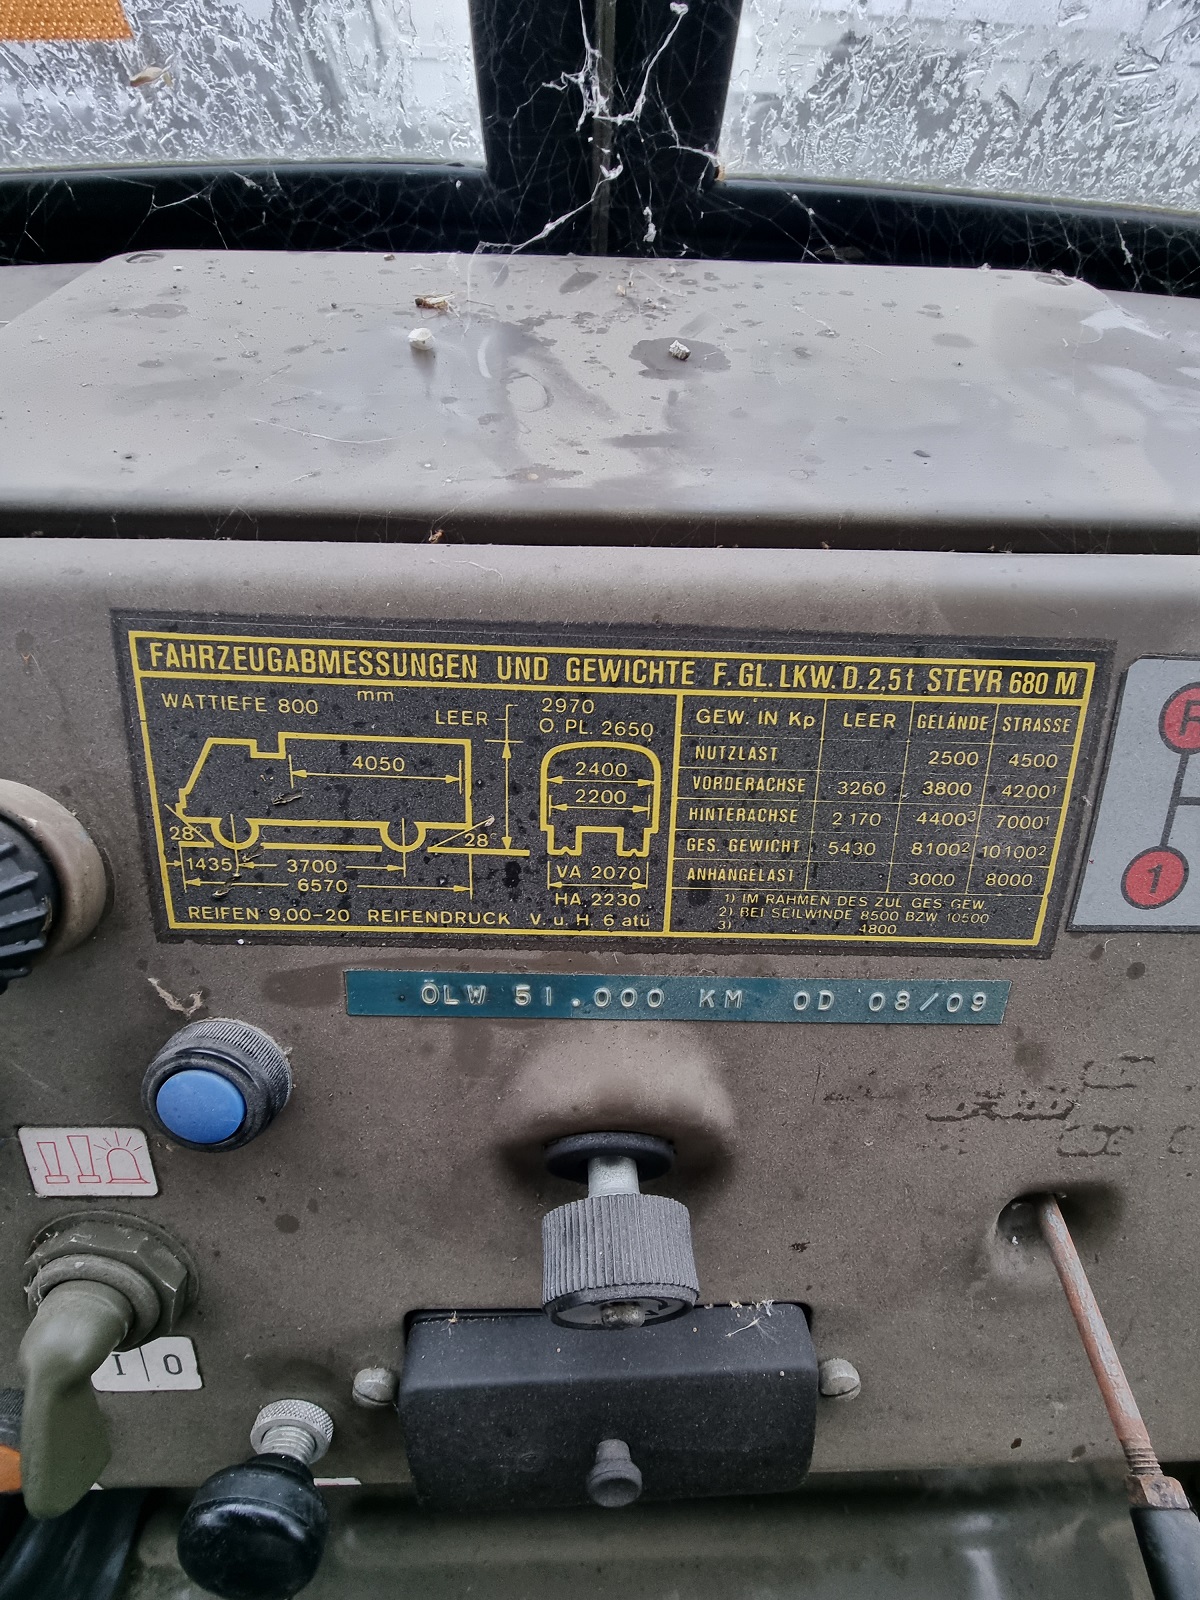 FAHRZEUGABMESSUNGEN UND GEWICHTE F. GL. LKW. D. 2,5t STEYR 680 M
WATTIEFE 800 mm
LEER 2970
O. PL. 2650
4050
2400
2200
28°
28°
1435 3700
6570
VA 2070
HA 2230
REIFEN 9,00-20 REIFENDRUCK V. u. H. 6 atü
GEW. IN Kp LEER GELÄNDE STRASSE
NUTZLAST 2500 4500
VORDERACHSE 3260 3800 4200¹
HINTERACHSE 2170 4400³ 7000¹
GES. GEWICHT 5430 8100² 10100²
ANHÄNGELAST 3000 8000
1) IM RAHMEN DES ZUL GES GEW.
2) BEI SEILWINDE 8500 BZW. 10500
3) 4800
R
1
ÖLW 51.000 KM OD 08/09
I O